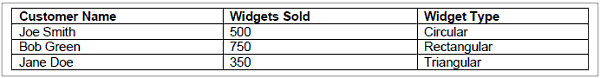 Customer Name Widgets Sold Widget Type
Joe Smith 500 Circular
Bob Green 750 Rectangular
Jane Doe 350 Triangular